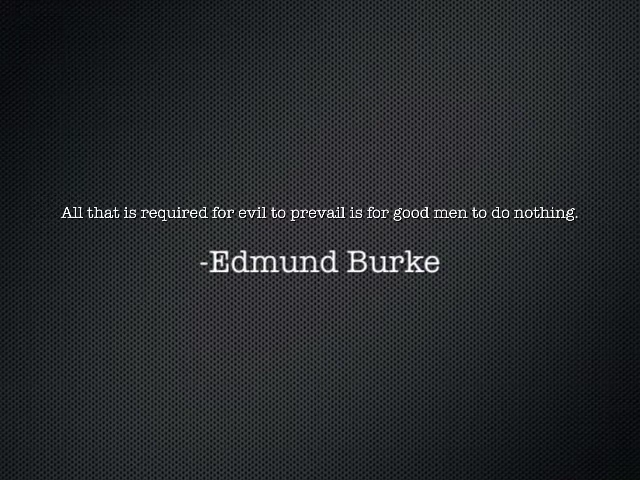 All that is required for evil to prevail is for good men to do nothing.
-Edmund Burke